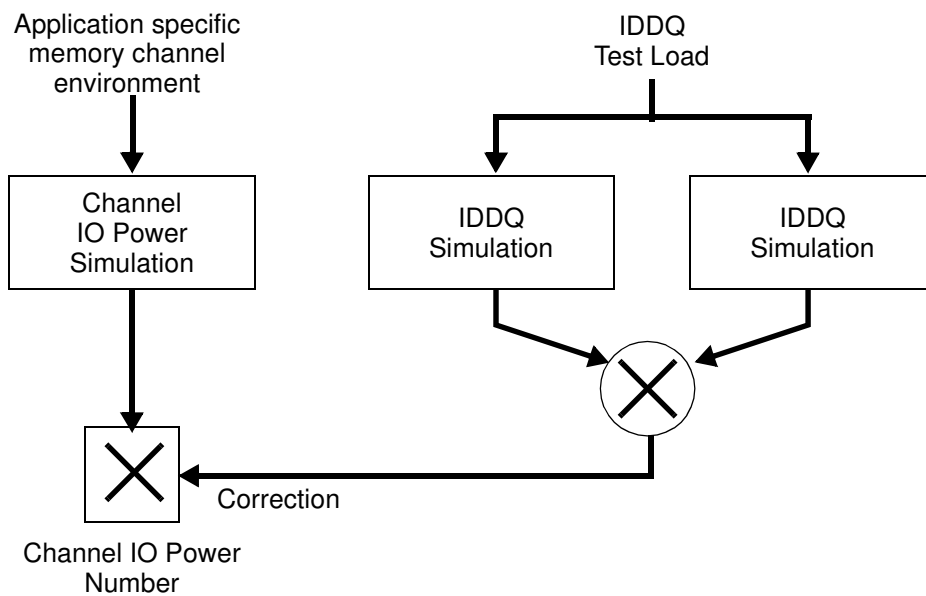 Application specific
memory channel
environment
IDDQ
Test Load
Channel
IO Power
Simulation
IDDQ
Simulation
IDDQ
Simulation
Correction
Channel IO Power
Number